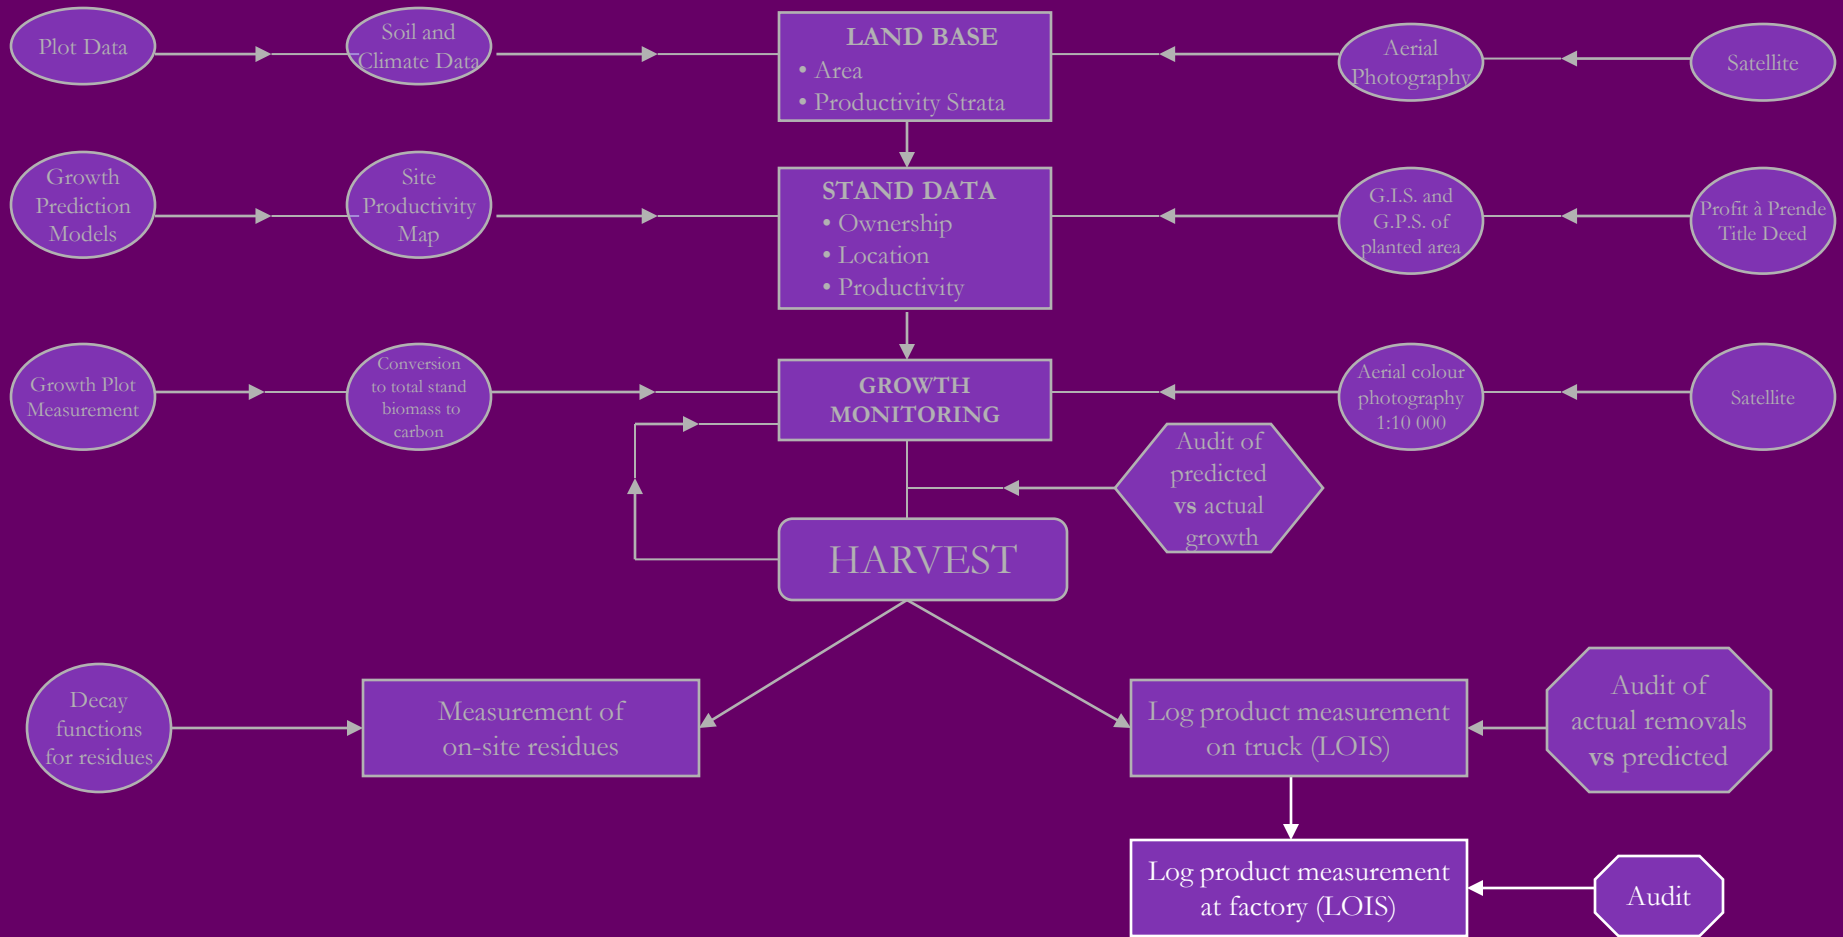 Plot Data
Soil and
Climate Data
LAND BASE
• Area
• Productivity Strata
Aerial
Photography
Satellite
Growth
Prediction
Models
Site
Productivity
Map
STAND DATA
• Ownership
• Location
• Productivity
G.I.S. and
G.P.S. of
planted area
Profit à Prende
Title Deed
Growth Plot
Measurement
Conversion
to total stand
biomass to
carbon
GROWTH
MONITORING
Aerial colour
photography
1:10 000
Satellite
Audit of
predicted
vs actual
growth
HARVEST
Decay
functions
for residues
Measurement of
on-site residues
Log product measurement
on truck (LOIS)
Audit of
actual removals
vs predicted
Log product measurement
at factory (LOIS)
Audit